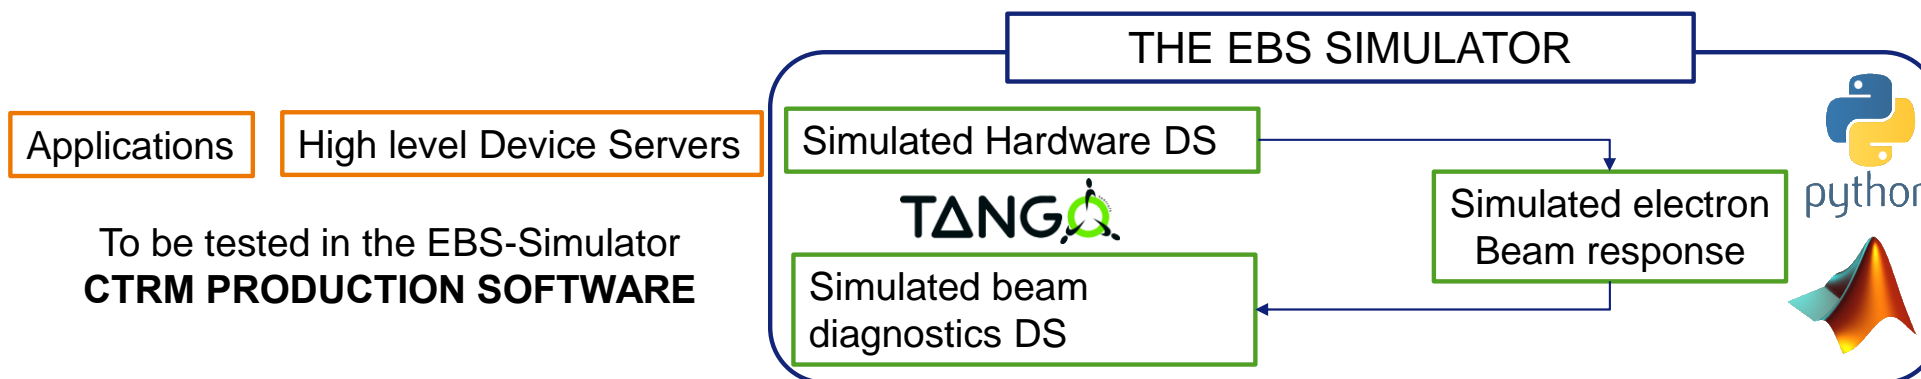 THE EBS SIMULATOR
Applications
High level Device Servers
Simulated Hardware DS
TANGO
Simulated electron
Beam response
python
To be tested in the EBS-Simulator
CTRM PRODUCTION SOFTWARE
Simulated beam
diagnostics DS